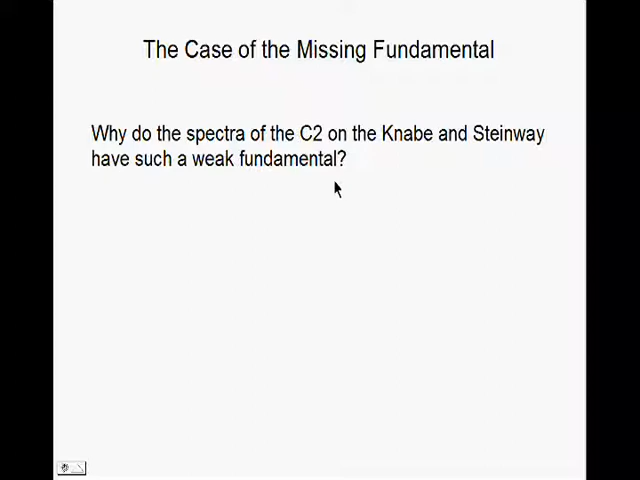 The Case of the Missing Fundamental
Why do the spectra of the C2 on the Knabe and Steinway
have such a weak fundamental?